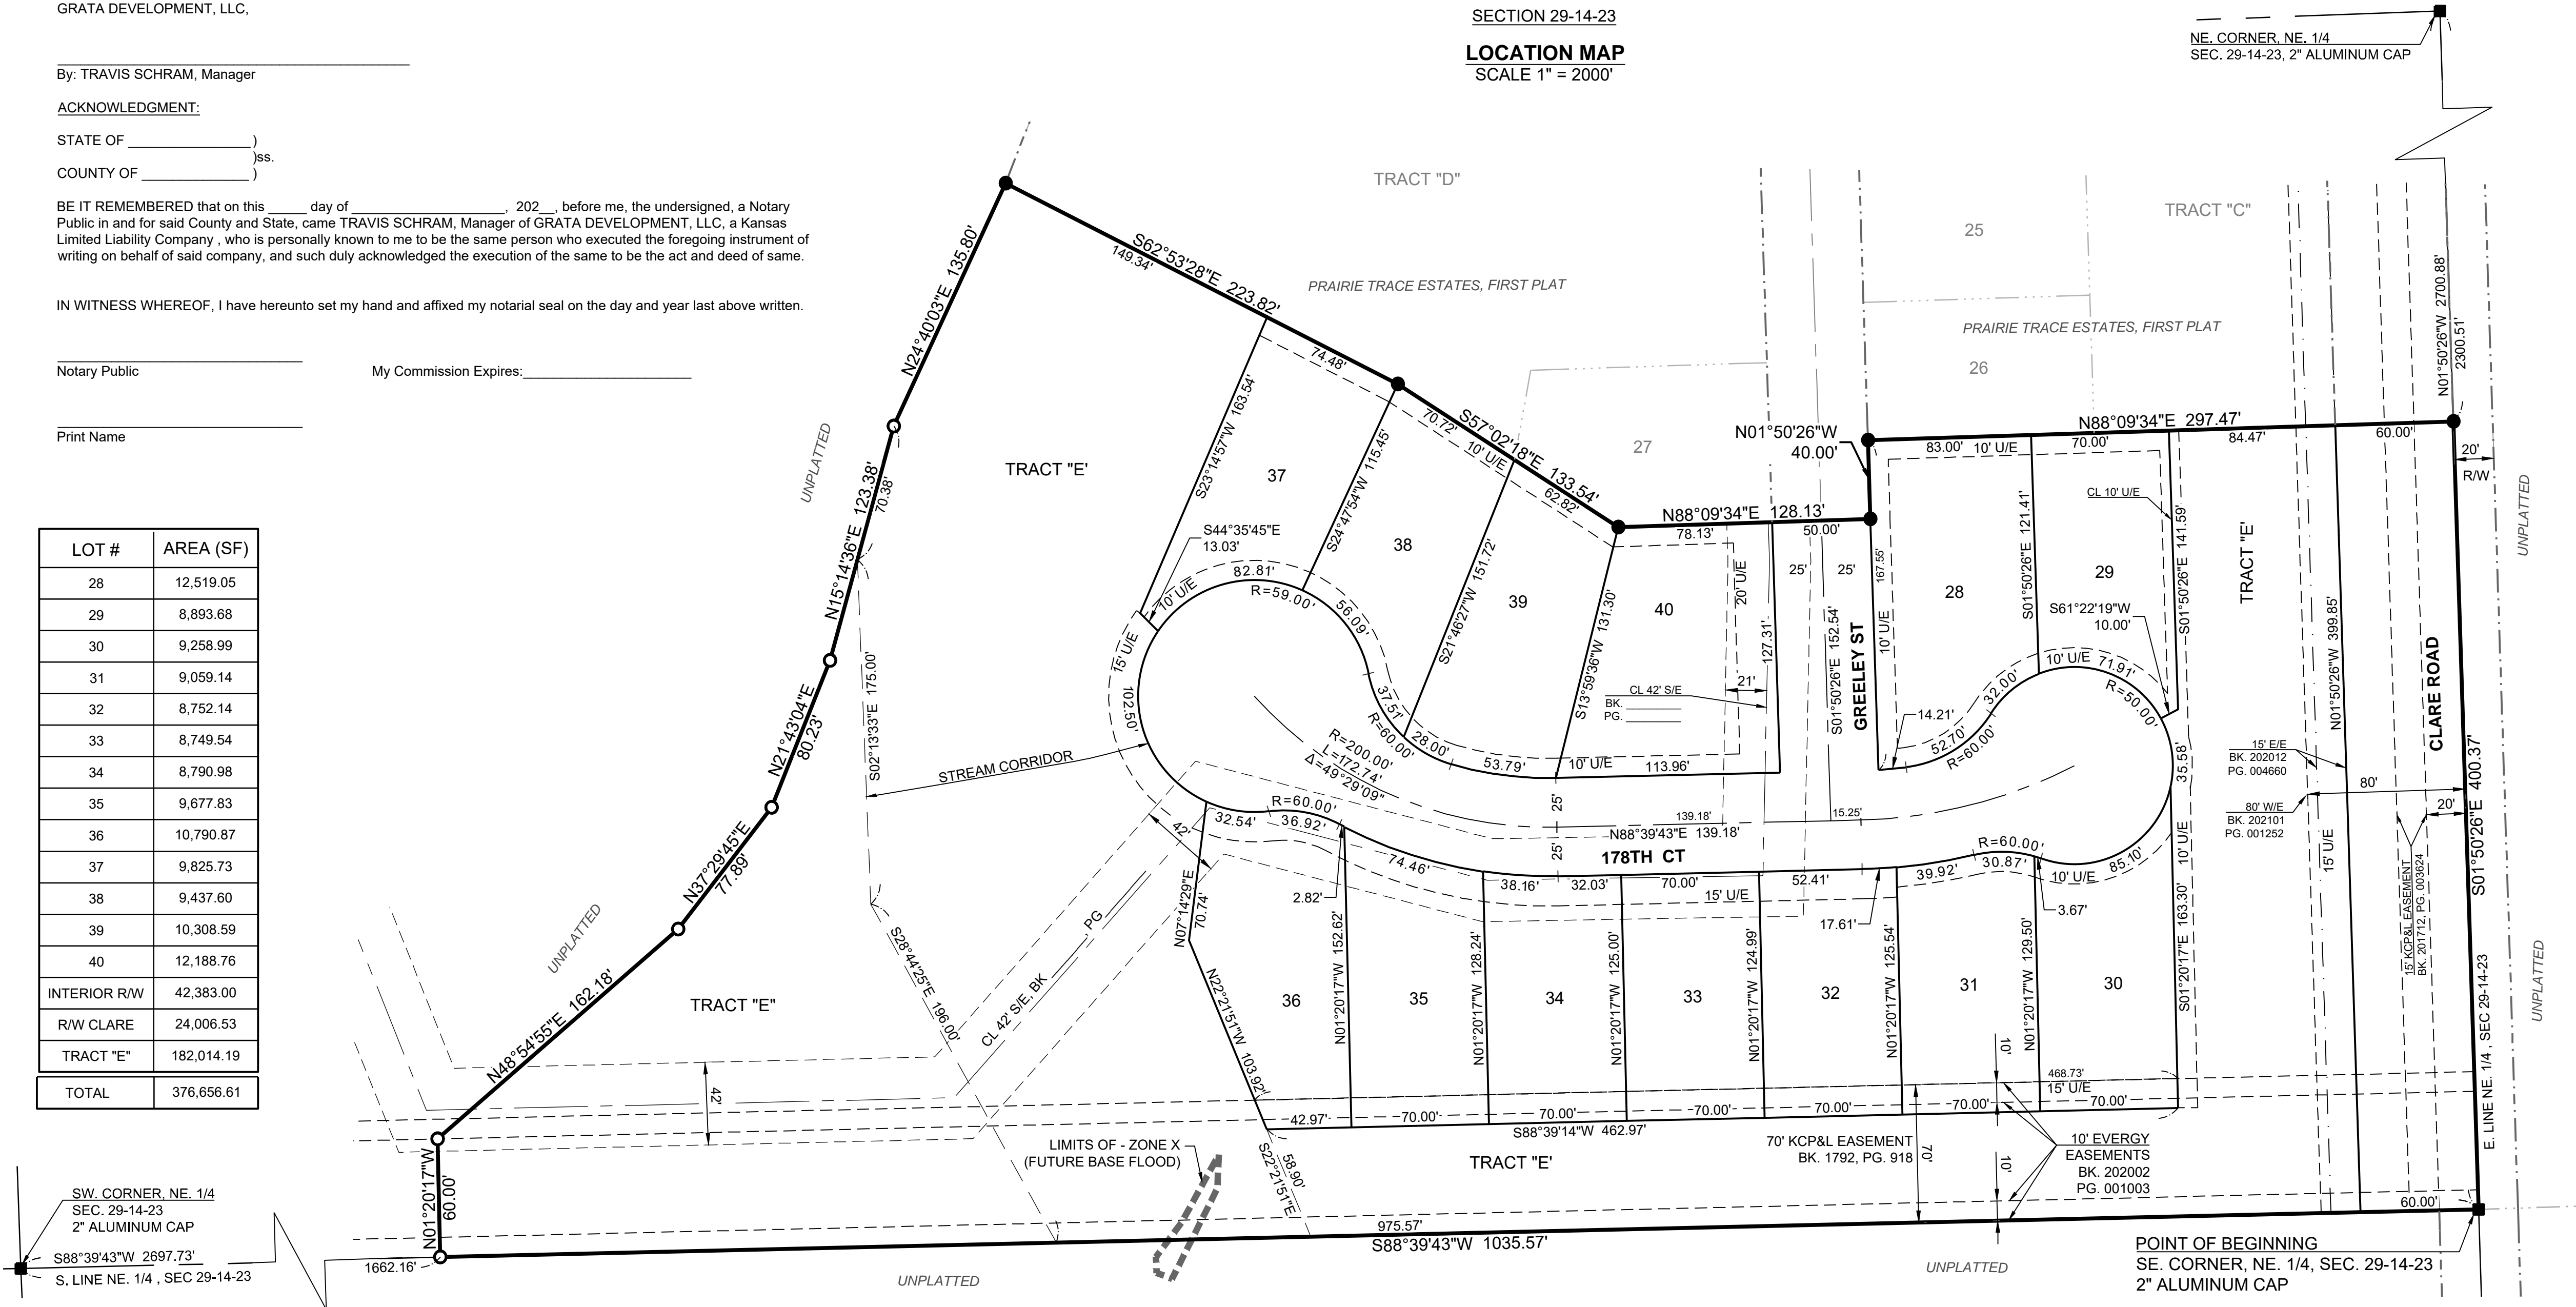 GRATA DEVELOPMENT, LLC,
By: TRAVIS SCHRAM, Manager
ACKNOWLEDGMENT:
STATE OF ________________ )
)ss.
COUNTY OF ______________ )
BE IT REMEMBERED that on this _____ day of ____________________, 202__, before me, the undersigned, a Notary
Public in and for said County and State, came TRAVIS SCHRAM, Manager of GRATA DEVELOPMENT, LLC, a Kansas
Limited Liability Company , who is personally known to me to be the same person who executed the foregoing instrument of
writing on behalf of said company, and such duly acknowledged the execution of the same to be the act and deed of same.
IN WITNESS WHEREOF, I have hereunto set my hand and affixed my notarial seal on the day and year last above written.
Notary Public My Commission Expires:______________________
Print Name
SECTION 29-14-23
LOCATION MAP
SCALE 1" = 2000'
NE. CORNER, NE. 1/4
SEC. 29-14-23, 2" ALUMINUM CAP
LOT # AREA (SF)
28 12,519.05
29 8,893.68
30 9,258.99
31 9,059.14
32 8,752.14
33 8,749.54
34 8,790.98
35 9,677.83
36 10,790.87
37 9,825.73
38 9,437.60
39 10,308.59
40 12,188.76
INTERIOR R/W 42,383.00
R/W CLARE 24,006.53
TRACT "E" 182,014.19
TOTAL 376,656.61
TRACT "D"
TRACT "C"
25
26
27
PRAIRIE TRACE ESTATES, FIRST PLAT
PRAIRIE TRACE ESTATES, FIRST PLAT
N24°40'03"E 135.80'
S62°53'28"E 223.82'
149.34'
74.48'
S57°02'18"E 133.54'
70.72'
10' U/E
62.82'
N88°09'34"E 128.13'
78.13'
50.00'
N01°50'26"W
40.00'
N88°09'34"E 297.47'
83.00' 10' U/E
70.00'
84.47'
60.00'
20'
R/W
N01°50'26"W 2700.88'
2300.51'
UNPLATTED
UNPLATTED
UNPLATTED
N15°14'36"E 123.38'
70.38'
N21°43'04"E
80.23'
N37°29'45"E
77.89'
UNPLATTED
N48°54'55"E 162.18'
N01°20'17"W
60.00'
TRACT "E'
S23°14'57"W 163.54'
37
S24°47'54"W 115.45'
38
S21°46'27"W 151.72'
39
S13°59'36"W 131.30'
40
S44°35'45"E
13.03'
10' U/E
82.81'
R=59.00'
56.09'
15' U/E
102.50'
37.51'
R=60.00'
28.00'
53.79'
10' U/E
113.96'
20' U/E
21'
127.31'
CL 42' S/E
BK. ________
PG. ________
25'
25'
167.55'
S01°50'26"E 152.54'
GREELEY ST
10' U/E
28
S01°50'26"E 121.41'
29
CL 10' U/E
S01°50'26"E 141.59'
S61°22'19"W
10.00'
10' U/E
71.91'
R=50.00'
32.00'
52.70'
R=60.00'
14.21'
35.58'
TRACT "E'
N01°50'26"W 399.85'
CLARE ROAD
15' E/E
BK. 202012
PG. 004660
80' W/E
BK. 202101
PG. 001252
80'
20'
15' U/E
15' KCP&L EASEMENT
BK. 201712, PG. 003624
S01°50'26"E 400.37'
E. LINE NE. 1/4 , SEC 29-14-23
STREAM CORRIDOR
S02°13'33"E 175.00'
S28°44'25"E 196.00'
R=200.00'
L=172.74'
Δ=49°29'09"
25'
25'
139.18'
N88°39'43"E 139.18'
15.25'
178TH CT
32.54'
R=60.00'
36.92'
42'
2.82'
74.46'
38.16'
32.03'
70.00'
15' U/E
52.41'
17.61'
39.92'
R=60.00'
30.87'
10' U/E
85.10'
3.67'
10' U/E
N07°14'29"E
70.74'
N22°21'51"W 103.92'
36
N01°20'17"W 152.62'
35
N01°20'17"W 128.24'
34
N01°20'17"W 125.00'
33
N01°20'17"W 124.99'
32
N01°20'17"W 125.54'
31
N01°20'17"W 129.50'
30
S01°20'17"E 163.30'
TRACT "E"
CL 42' S/E, BK , PG
42'
10'
468.73'
15' U/E
42.97'
70.00'
70.00'
70.00'
70.00'
70.00'
70.00'
S88°39'14"W 462.97'
LIMITS OF - ZONE X
(FUTURE BASE FLOOD)
S22°21'51"E
58.90'
TRACT "E'
70' KCP&L EASEMENT
BK. 1792, PG. 918
70'
10'
10' EVERGY
EASEMENTS
BK. 202002
PG. 001003
60.00'
975.57'
S88°39'43"W 1035.57'
SW. CORNER, NE. 1/4
SEC. 29-14-23
2" ALUMINUM CAP
S88°39'43"W 2697.73'
S. LINE NE. 1/4 , SEC 29-14-23
1662.16'
UNPLATTED
UNPLATTED
POINT OF BEGINNING
SE. CORNER, NE. 1/4, SEC. 29-14-23
2" ALUMINUM CAP